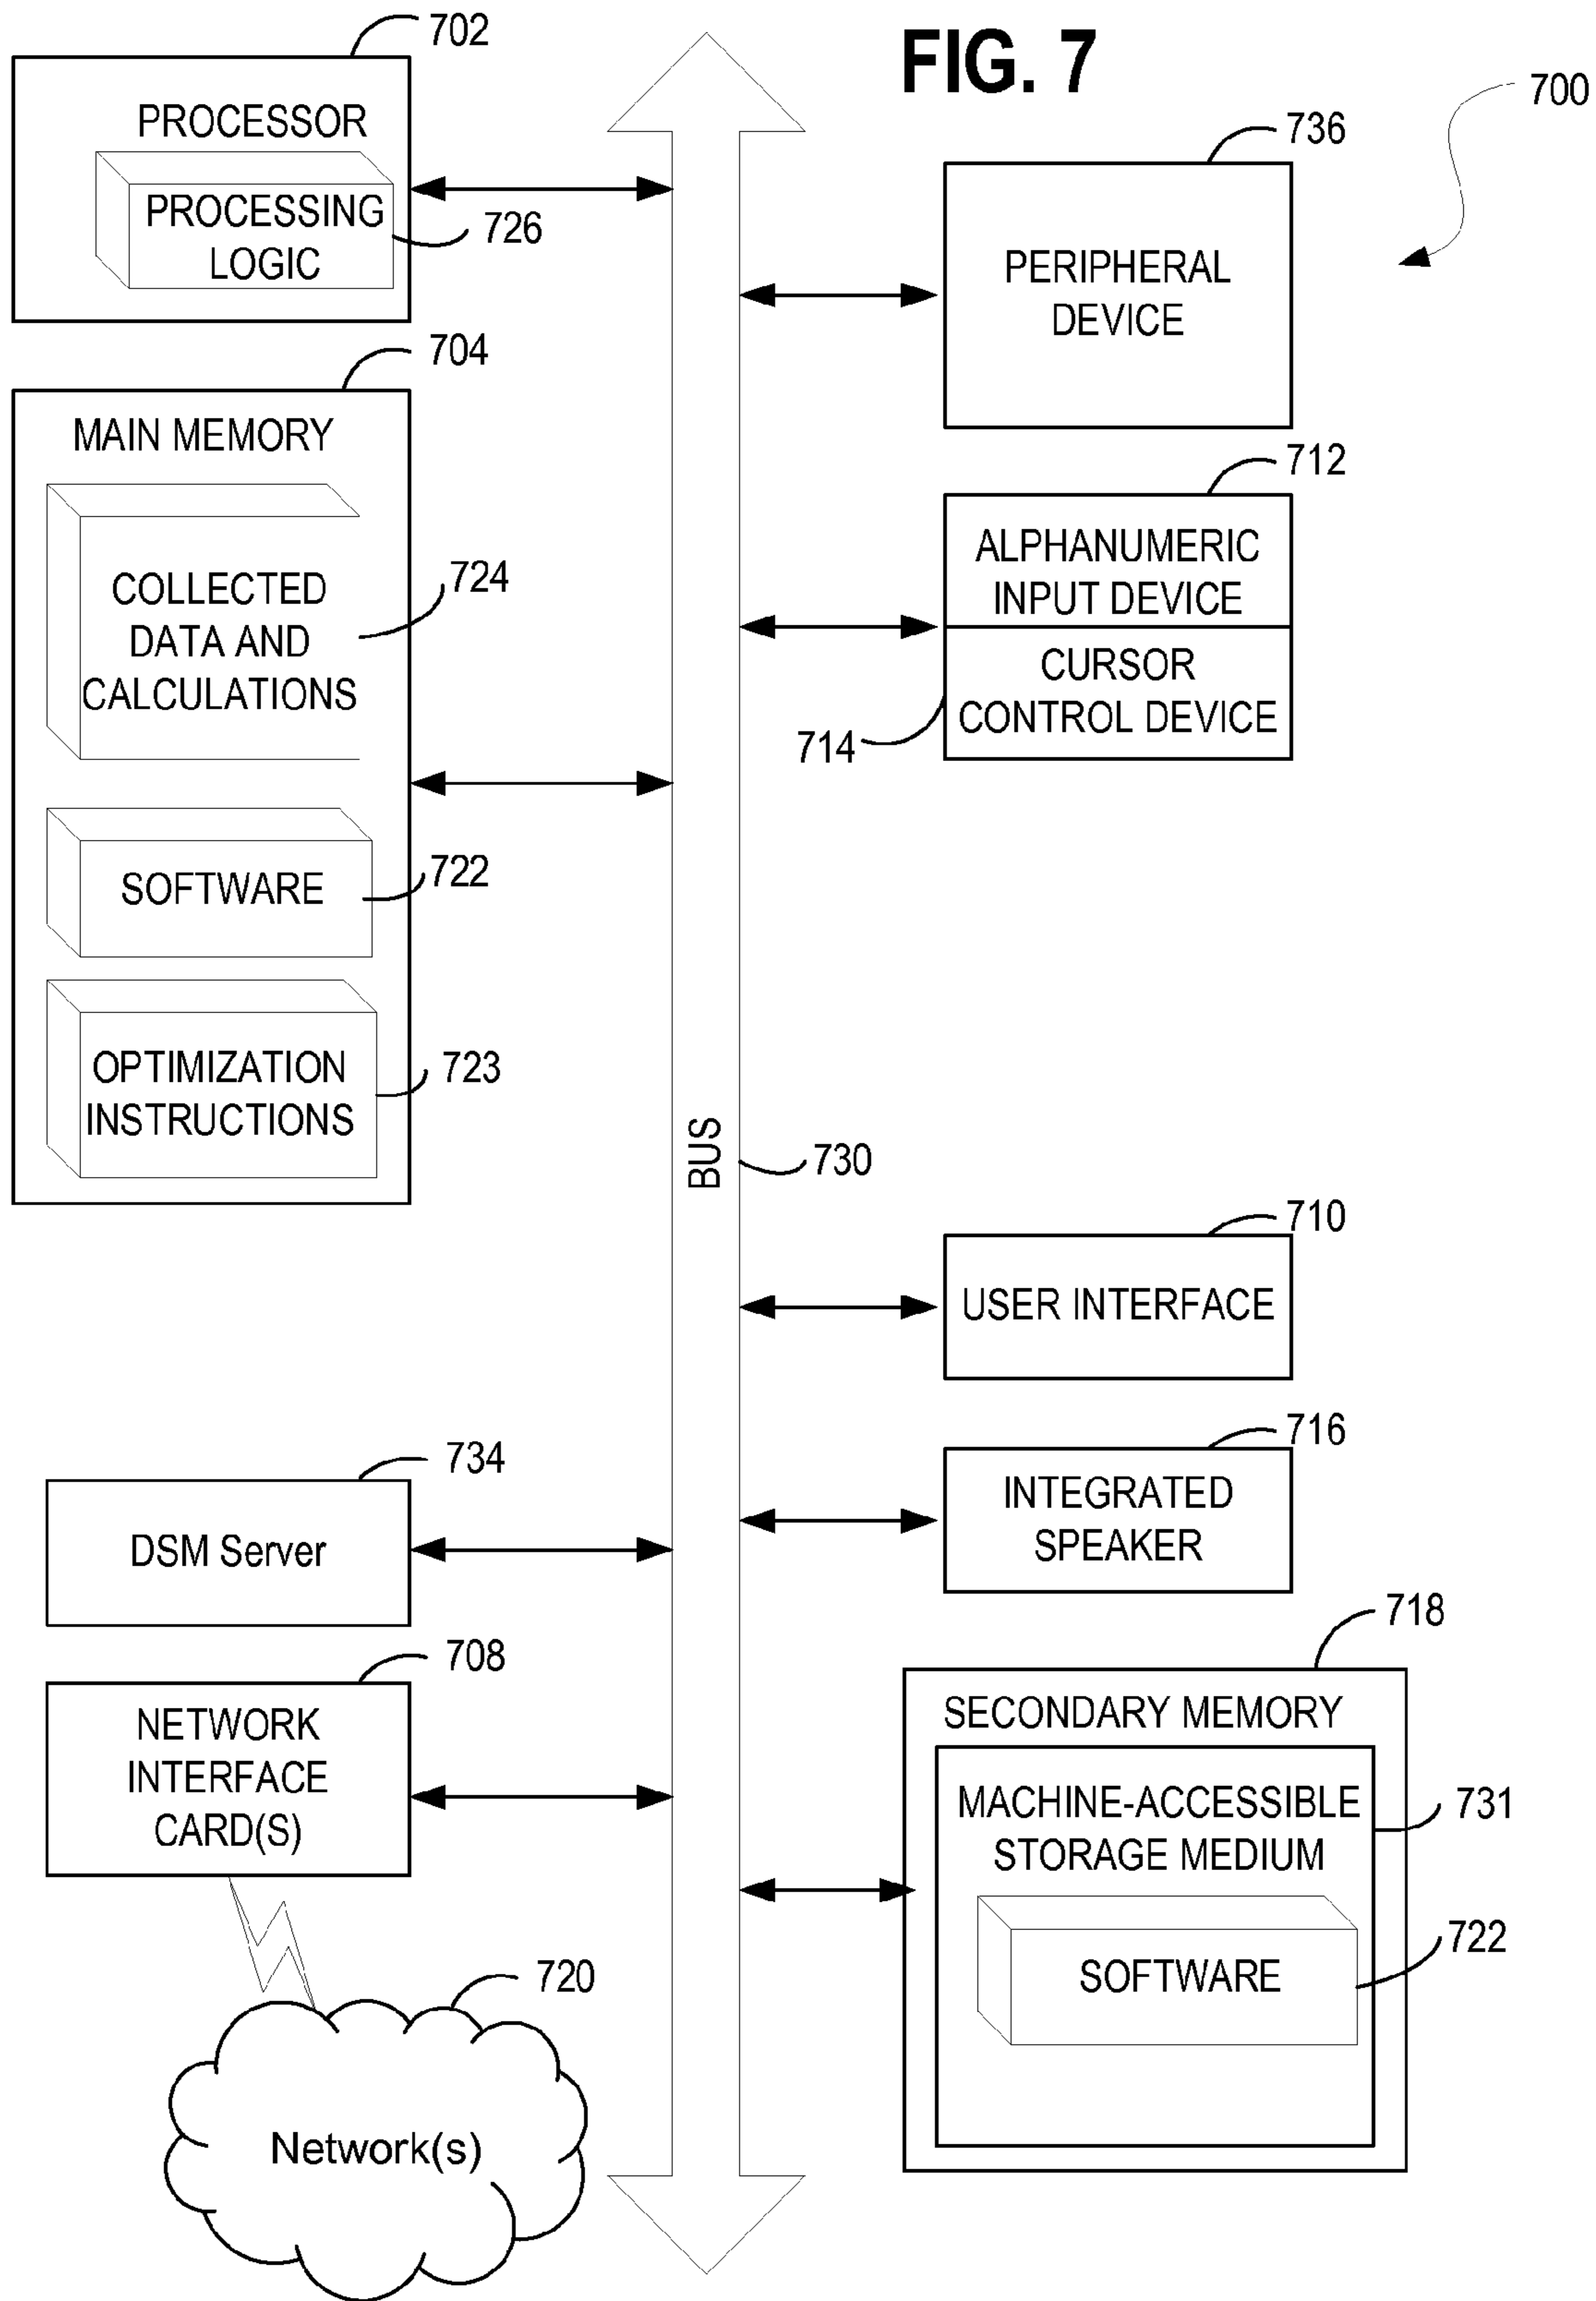 FIG. 7
700
702
PROCESSOR
PROCESSING
LOGIC
726
704
MAIN MEMORY
COLLECTED
DATA AND
CALCULATIONS
724
SOFTWARE
722
OPTIMIZATION
INSTRUCTIONS
723
734
DSM Server
708
NETWORK
INTERFACE
CARD(S)
720
Network(s)
BUS
730
736
PERIPHERAL
DEVICE
712
ALPHANUMERIC
INPUT DEVICE
CURSOR
CONTROL DEVICE
714
710
USER INTERFACE
716
INTEGRATED
SPEAKER
718
SECONDARY MEMORY
MACHINE-ACCESSIBLE
STORAGE MEDIUM
731
SOFTWARE
722